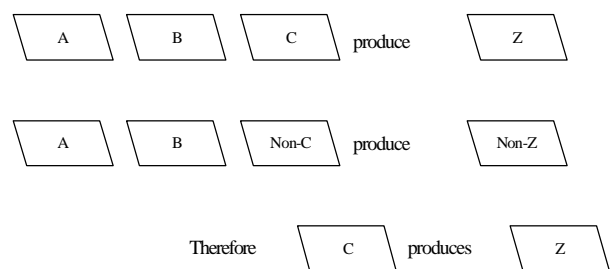 A B C produce Z
A B Non-C produce Non-Z
Therefore C produces Z